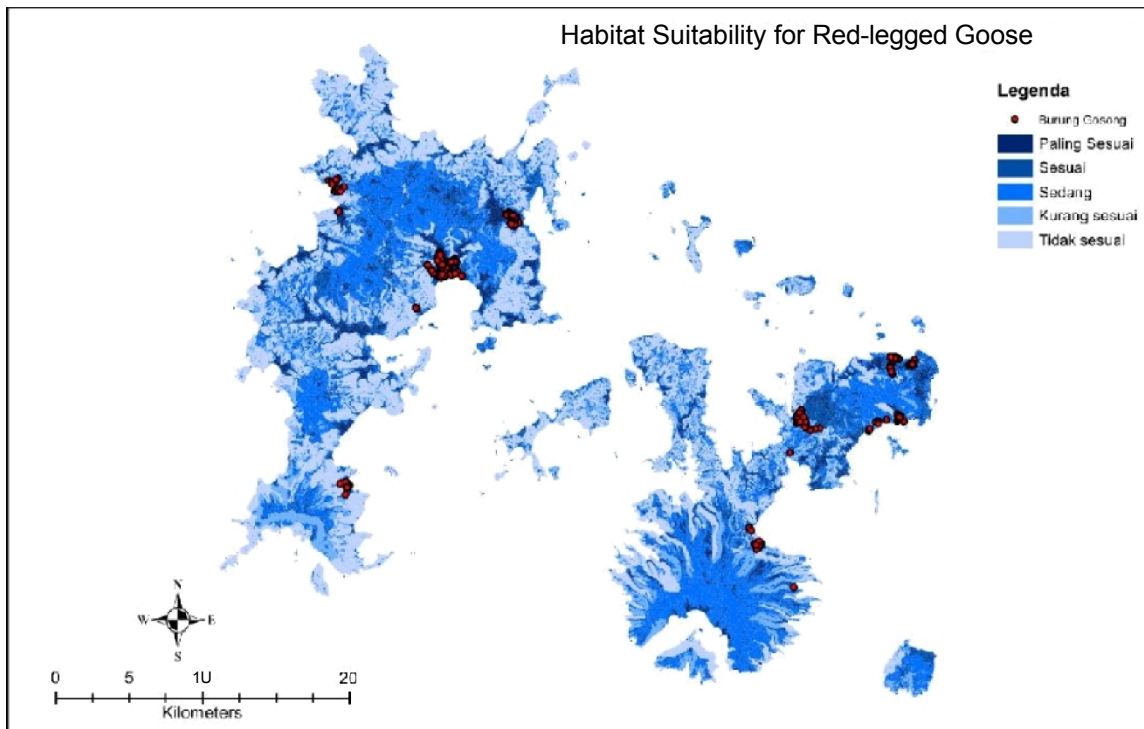 Habitat Suitability for Red-legged Goose
Legenda
Burung Gosong
Paling Sesuai
Sesuai
Sedang
Kurang sesuai
Tidak sesuai
N
W E
S
0 5 10 20
Kilometers